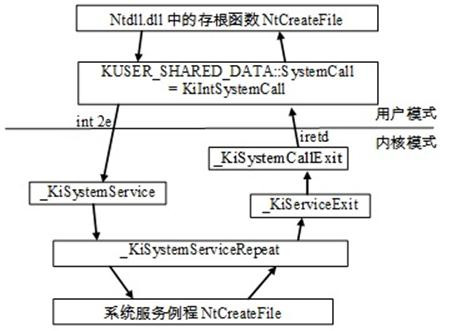 Ntdll.dll 中的存根函数 NtCreateFile
KUSER_SHARED_DATA::SystemCall
= KiIntSystemCall
用户模式
int 2e
iretd
内核模式
_KiSystemCallExit
_KiSystemService
_KiServiceExit
_KiSystemServiceRepeat
系统服务例程 NtCreateFile